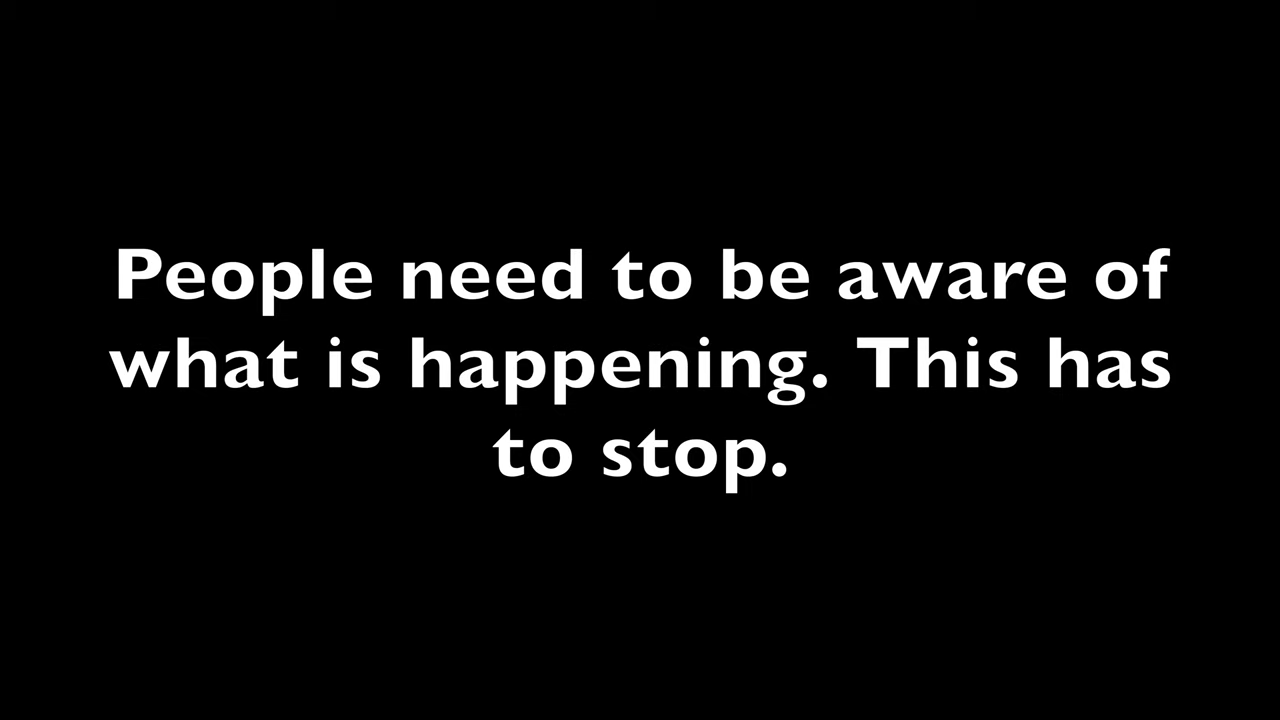 People need to be aware of
what is happening. This has
to stop.